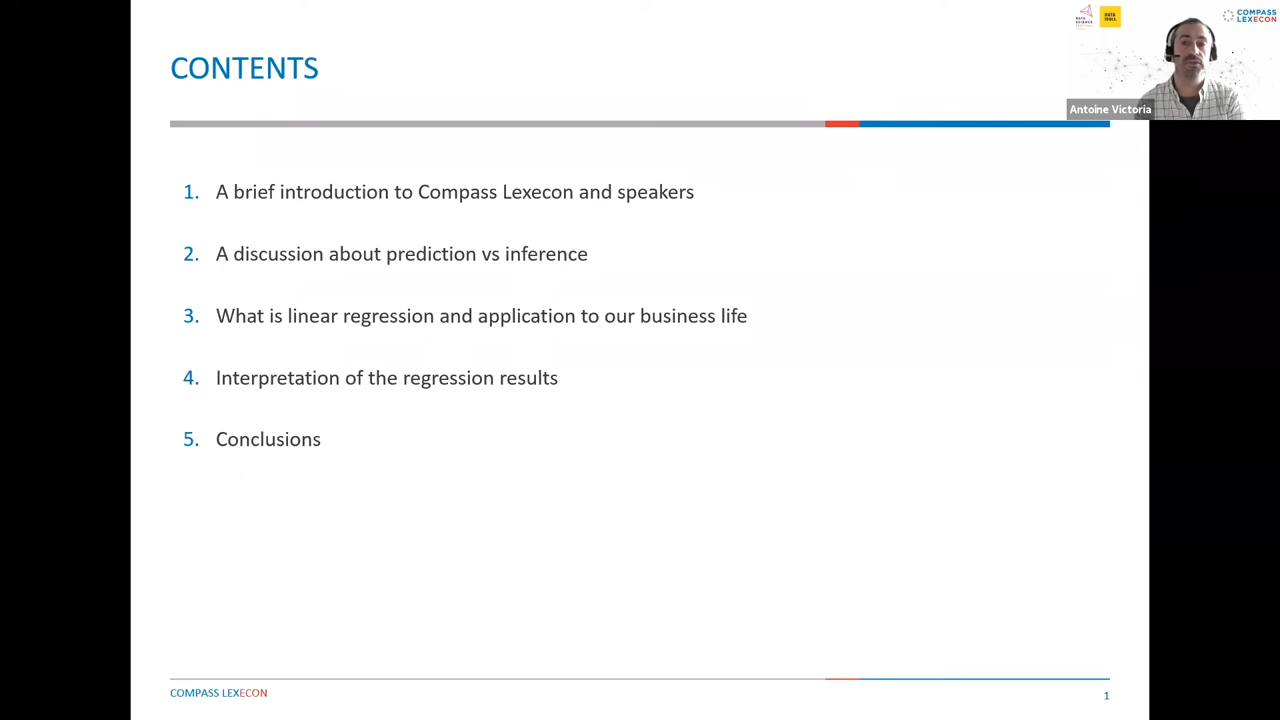 CONTENTS
COMPASS
LEXECON
Antoine Victoria
1. A brief introduction to Compass Lexecon and speakers
2. A discussion about prediction vs inference
3. What is linear regression and application to our business life
4. Interpretation of the regression results
5. Conclusions
COMPASS LEXECON
1